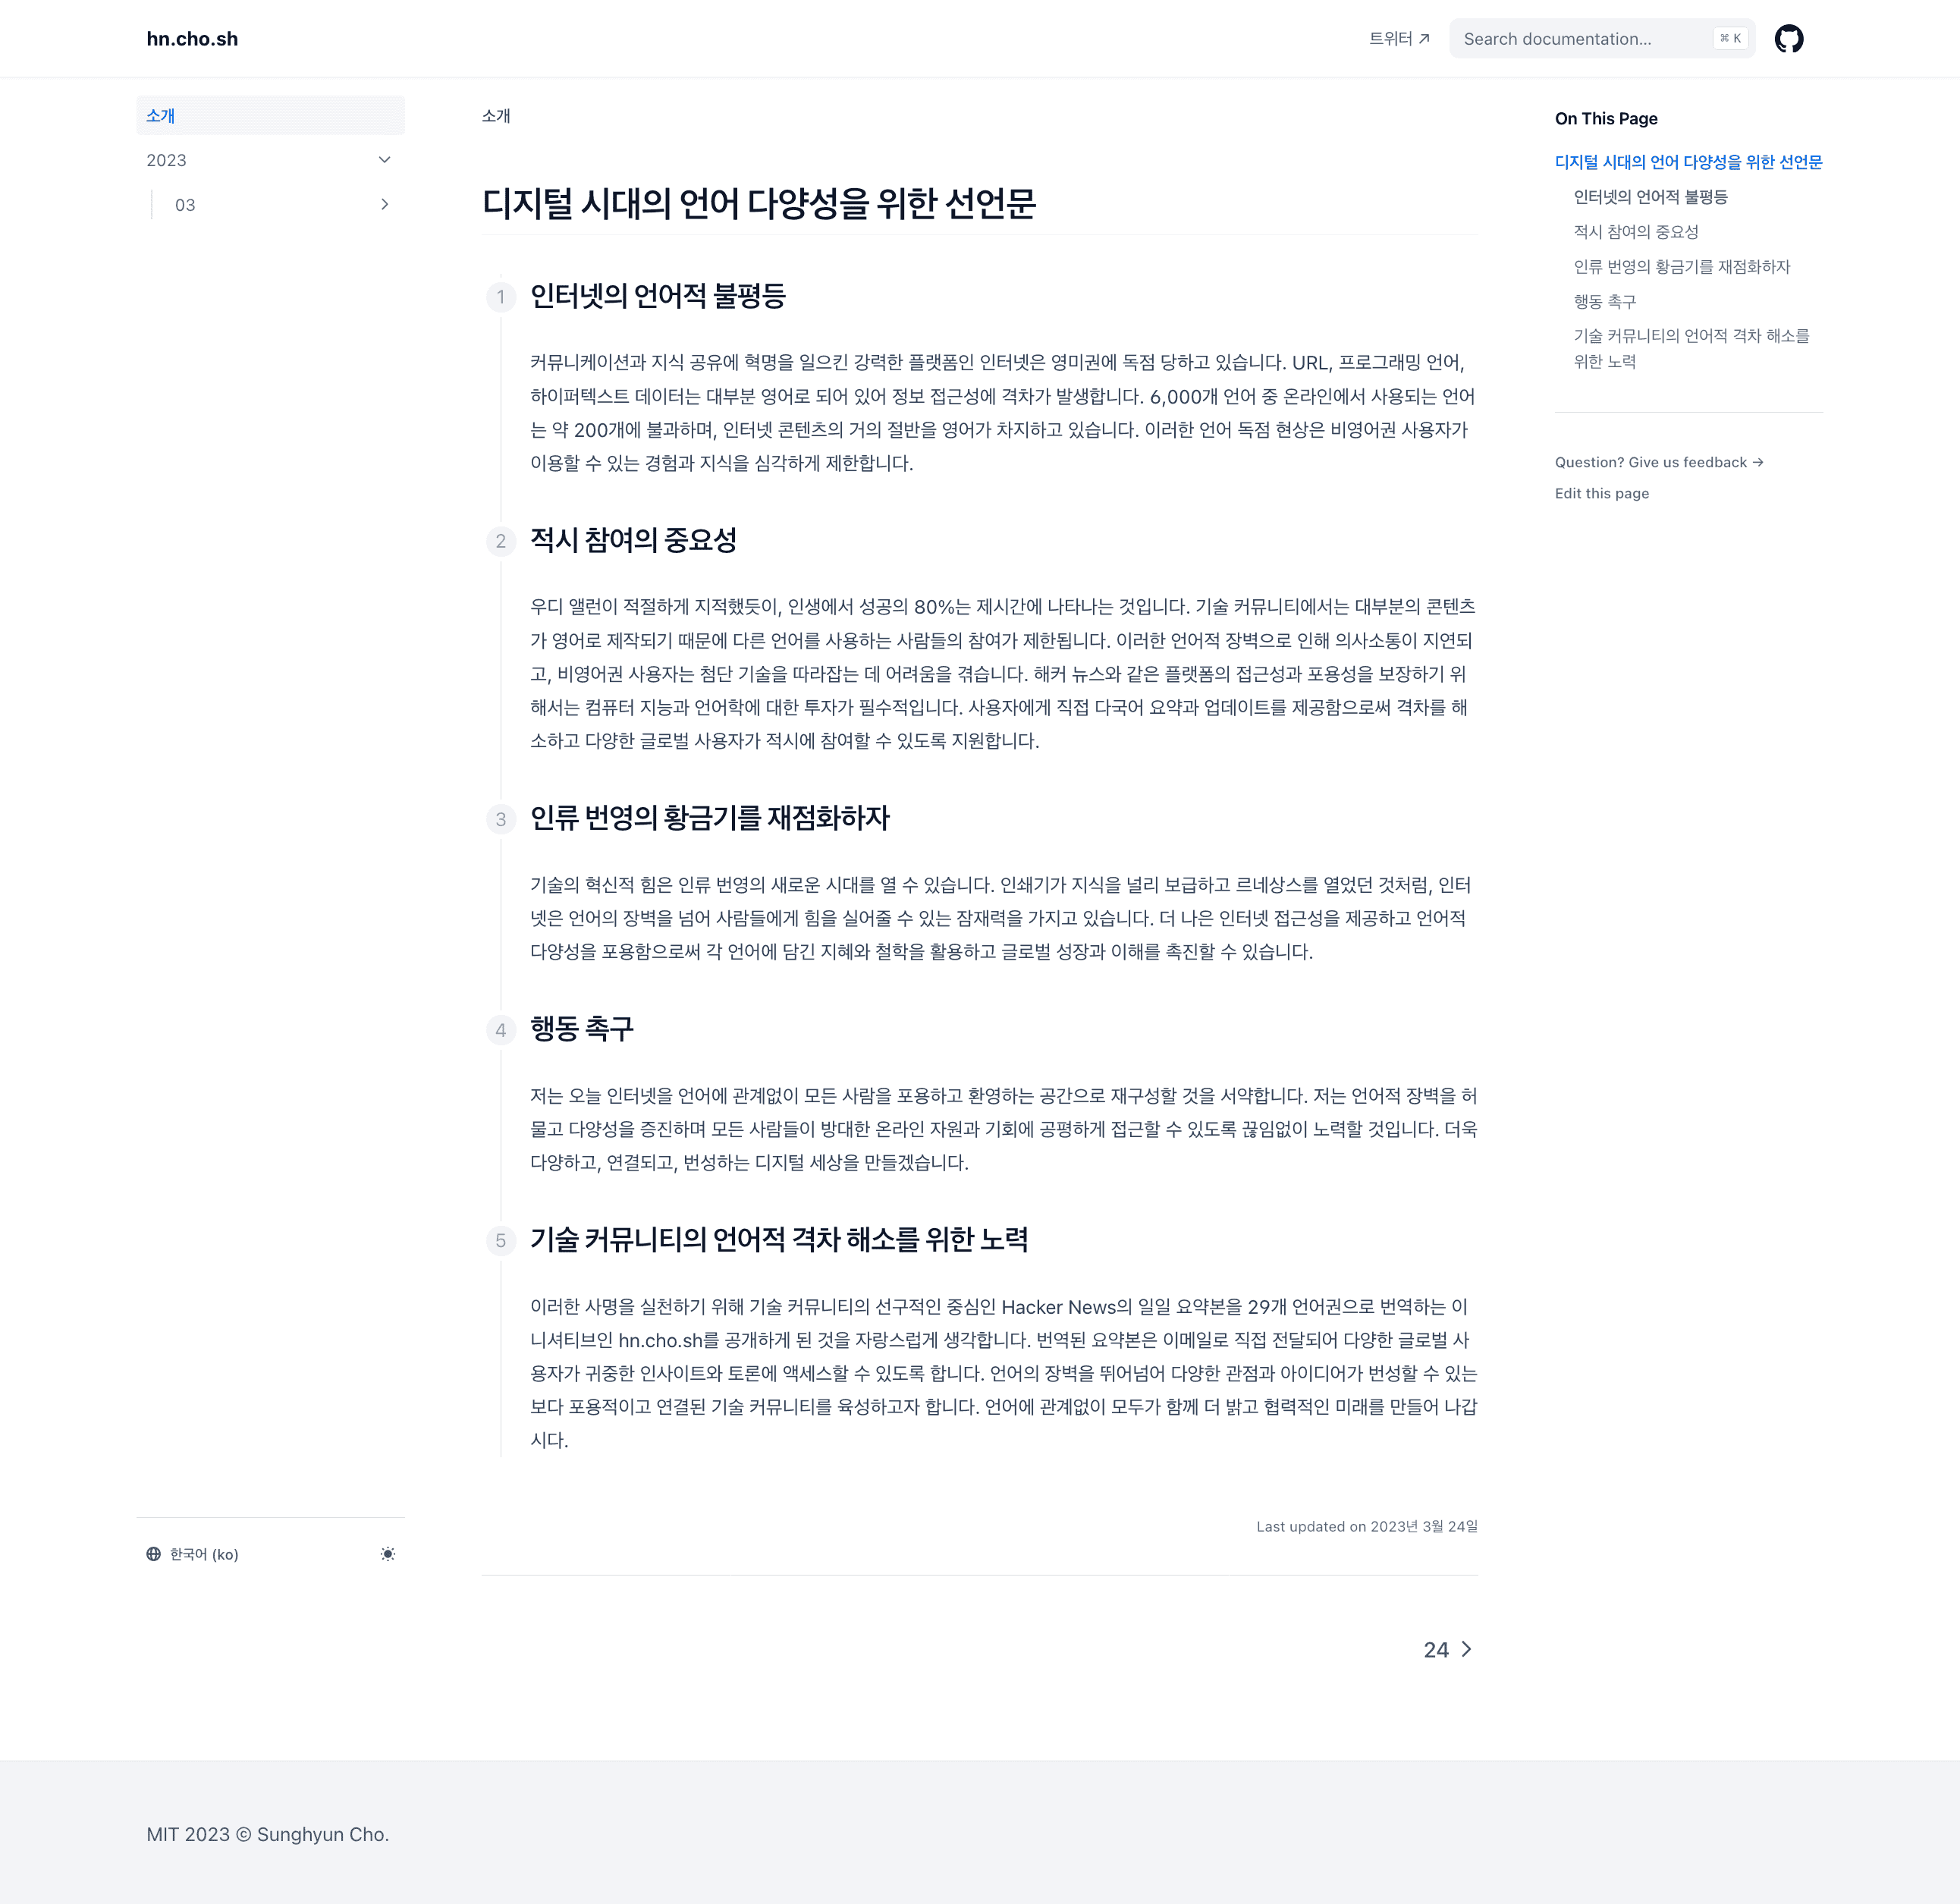 hn.cho.sh
트위터 ↗
Search documentation...
⌘ K
소개
2023
03
소개
디지털 시대의 언어 다양성을 위한 선언문
1
인터넷의 언어적 불평등
커뮤니케이션과 지식 공유에 혁명을 일으킨 강력한 플랫폼인 인터넷은 영미권에 독점 당하고 있습니다. URL, 프로그래밍 언어,
하이퍼텍스트 데이터는 대부분 영어로 되어 있어 정보 접근성에 격차가 발생합니다. 6,000개 언어 중 온라인에서 사용되는 언어
는 약 200개에 불과하며, 인터넷 콘텐츠의 거의 절반을 영어가 차지하고 있습니다. 이러한 언어 독점 현상은 비영어권 사용자가
이용할 수 있는 경험과 지식을 심각하게 제한합니다.
2
적시 참여의 중요성
우디 앨런이 적절하게 지적했듯이, 인생에서 성공의 80%는 제시간에 나타나는 것입니다. 기술 커뮤니티에서는 대부분의 콘텐츠
가 영어로 제작되기 때문에 다른 언어를 사용하는 사람들의 참여가 제한됩니다. 이러한 언어적 장벽으로 인해 의사소통이 지연되
고, 비영어권 사용자는 첨단 기술을 따라잡는 데 어려움을 겪습니다. 해커 뉴스와 같은 플랫폼의 접근성과 포용성을 보장하기 위
해서는 컴퓨터 지능과 언어학에 대한 투자가 필수적입니다. 사용자에게 직접 다국어 요약과 업데이트를 제공함으로써 격차를 해
소하고 다양한 글로벌 사용자가 적시에 참여할 수 있도록 지원합니다.
3
인류 번영의 황금기를 재점화하자
기술의 혁신적 힘은 인류 번영의 새로운 시대를 열 수 있습니다. 인쇄기가 지식을 널리 보급하고 르네상스를 열었던 것처럼, 인터
넷은 언어의 장벽을 넘어 사람들에게 힘을 실어줄 수 있는 잠재력을 가지고 있습니다. 더 나은 인터넷 접근성을 제공하고 언어적
다양성을 포용함으로써 각 언어에 담긴 지혜와 철학을 활용하고 글로벌 성장과 이해를 촉진할 수 있습니다.
4
행동 촉구
저는 오늘 인터넷을 언어에 관계없이 모든 사람을 포용하고 환영하는 공간으로 재구성할 것을 서약합니다. 저는 언어적 장벽을 허
물고 다양성을 증진하며 모든 사람들이 방대한 온라인 자원과 기회에 공평하게 접근할 수 있도록 끊임없이 노력할 것입니다. 더욱
다양하고, 연결되고, 번성하는 디지털 세상을 만들겠습니다.
5
기술 커뮤니티의 언어적 격차 해소를 위한 노력
이러한 사명을 실천하기 위해 기술 커뮤니티의 선구적인 중심인 Hacker News의 일일 요약본을 29개 언어권으로 번역하는 이
니셔티브인 hn.cho.sh를 공개하게 된 것을 자랑스럽게 생각합니다. 번역된 요약본은 이메일로 직접 전달되어 다양한 글로벌 사
용자가 귀중한 인사이트와 토론에 액세스할 수 있도록 합니다. 언어의 장벽을 뛰어넘어 다양한 관점과 아이디어가 번성할 수 있는
보다 포용적이고 연결된 기술 커뮤니티를 육성하고자 합니다. 언어에 관계없이 모두가 함께 더 밝고 협력적인 미래를 만들어 나갑
시다.
Last updated on 2023년 3월 24일
24
On This Page
디지털 시대의 언어 다양성을 위한 선언문
인터넷의 언어적 불평등
적시 참여의 중요성
인류 번영의 황금기를 재점화하자
행동 촉구
기술 커뮤니티의 언어적 격차 해소를
위한 노력
Question? Give us feedback →
Edit this page
한국어 (ko)
MIT 2023 © Sunghyun Cho.